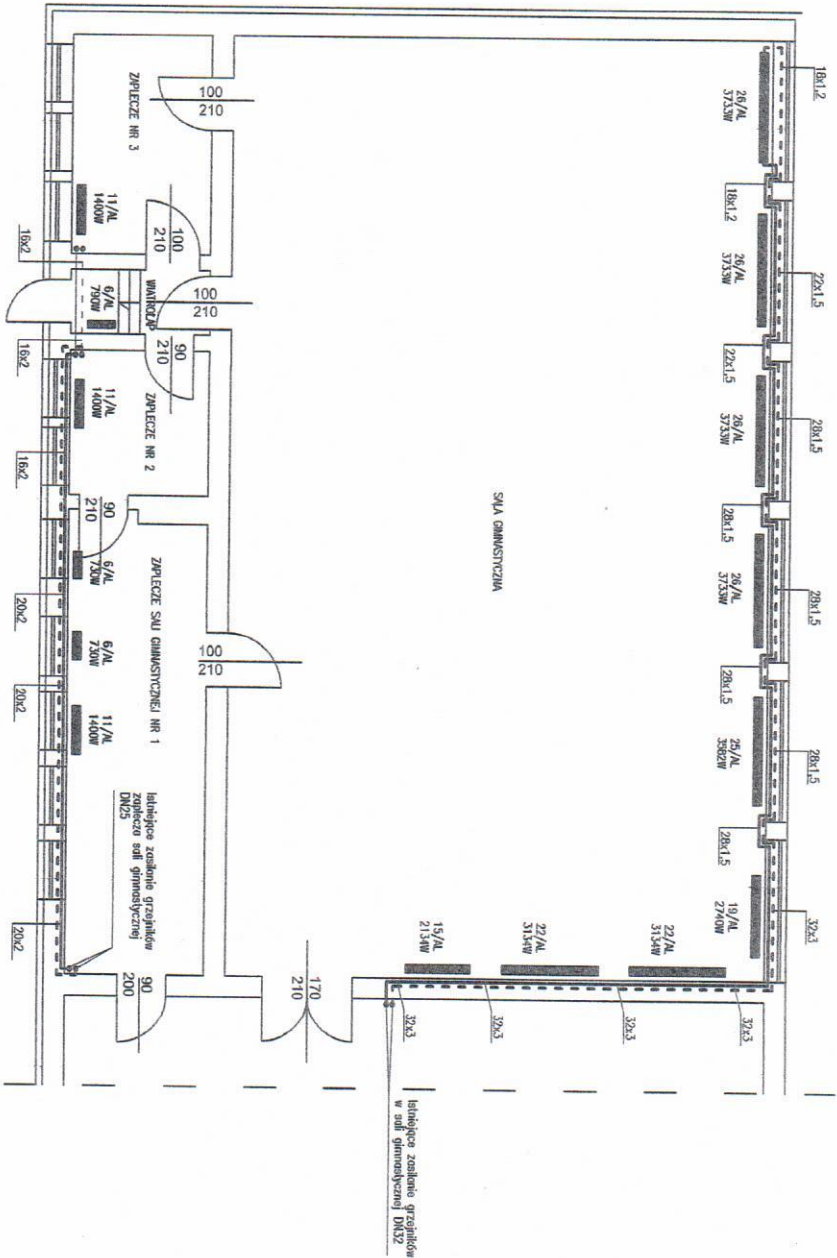 18x1,2
26/AL
3733W
18x1,2
26/AL
3733W
22x1,5
22x1,5
26/AL
3733W
28x1,5
28x1,5
26/AL
3733W
28x1,5
28x1,5
25/AL
3582W
28x1,5
28x1,5
19/AL
2740W
32x3
SALA GIMNASTYCZNA
22/AL
3134W
22/AL
3134W
15/AL
2134W
32x3
32x3
32x3
32x3
Istniejące zasilanie grzejników
w sali gimnastycznej DN32
170
210
100
210
ZAPLECZE NR 3
11/AL
1400W
100
210
16x2
100
210
WIATROŁAP
6/AL
790W
16x2
90
210
ZAPLECZE NR 2
11/AL
1400W
16x2
90
210
ZAPLECZE SALI GIMNASTYCZNEJ NR 1
6/AL
730W
20x2
6/AL
730W
20x2
11/AL
1400W
100
210
Istniejące zasilanie grzejników
zaplecza sali gimnastycznej
DN25
20x2
90
200